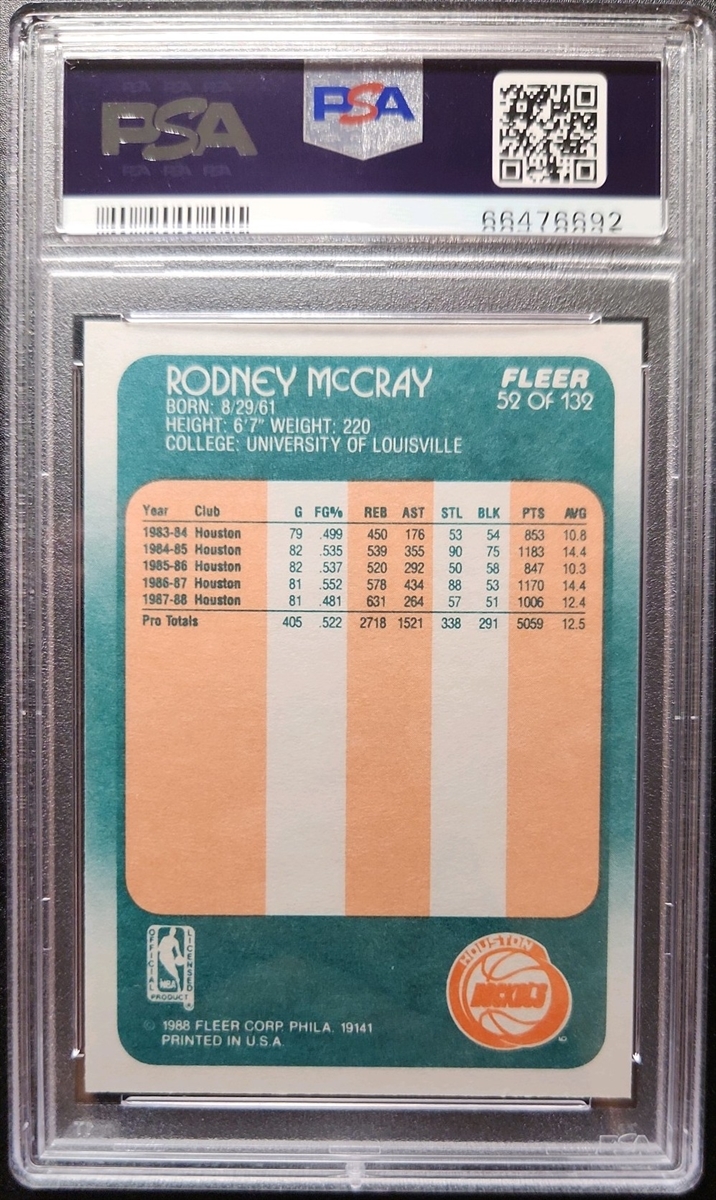 PSA
PSA
66476692
RODNEY McCRAY
FLEER
52 OF 132
BORN: 8/29/61
HEIGHT: 6'7" WEIGHT: 220
COLLEGE: UNIVERSITY OF LOUISVILLE
Year Club G FG% REB AST STL BLK PTS AVG
1983-84 Houston 79 .499 450 176 53 54 853 10.8
1984-85 Houston 82 .535 539 355 90 75 1183 14.4
1985-86 Houston 82 .537 520 292 50 58 847 10.3
1986-87 Houston 81 .552 578 434 88 53 1170 14.4
1987-88 Houston 81 .481 631 264 57 51 1006 12.4
Pro Totals 405 .522 2718 1521 338 291 5059 12.5
OFFICIAL LICENSED
NBA
PRODUCT
HOUSTON
ROCKETS
© 1988 FLEER CORP. PHILA. 19141
PRINTED IN U.S.A.
PSA